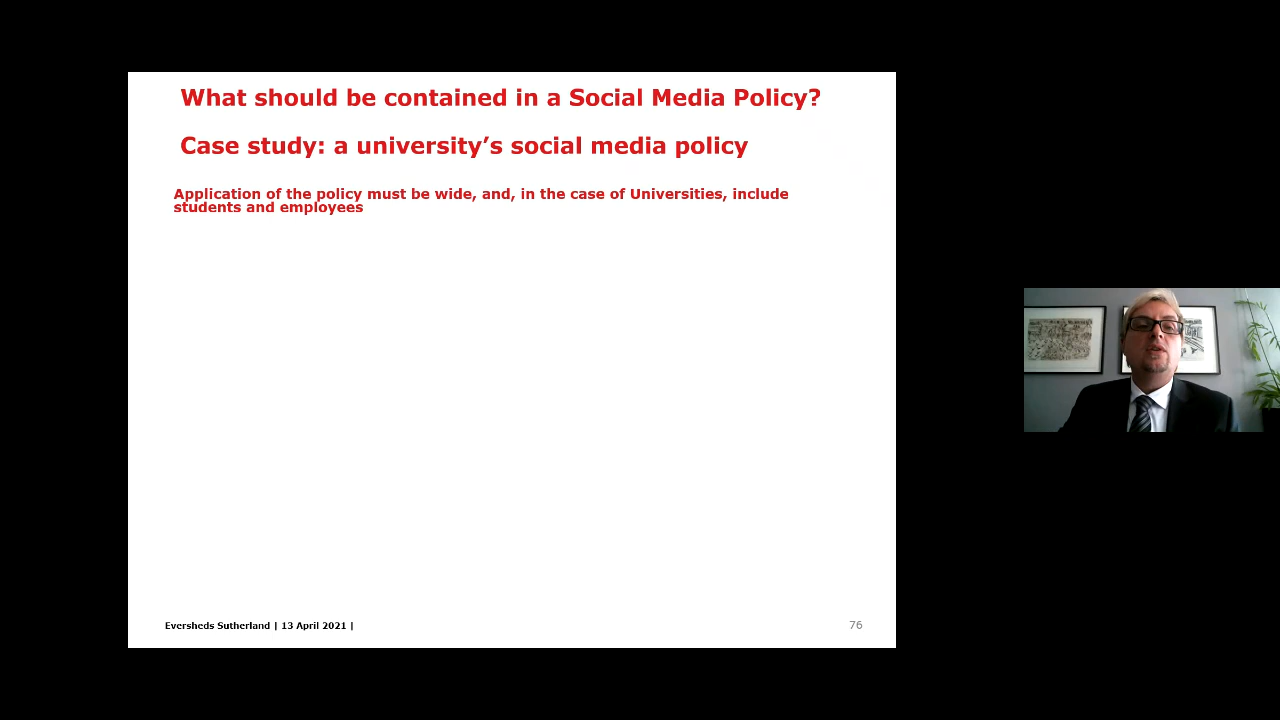 What should be contained in a Social Media Policy?
Case study: a university’s social media policy
Application of the policy must be wide, and, in the case of Universities, include
students and employees
Eversheds Sutherland | 13 April 2021 |
76